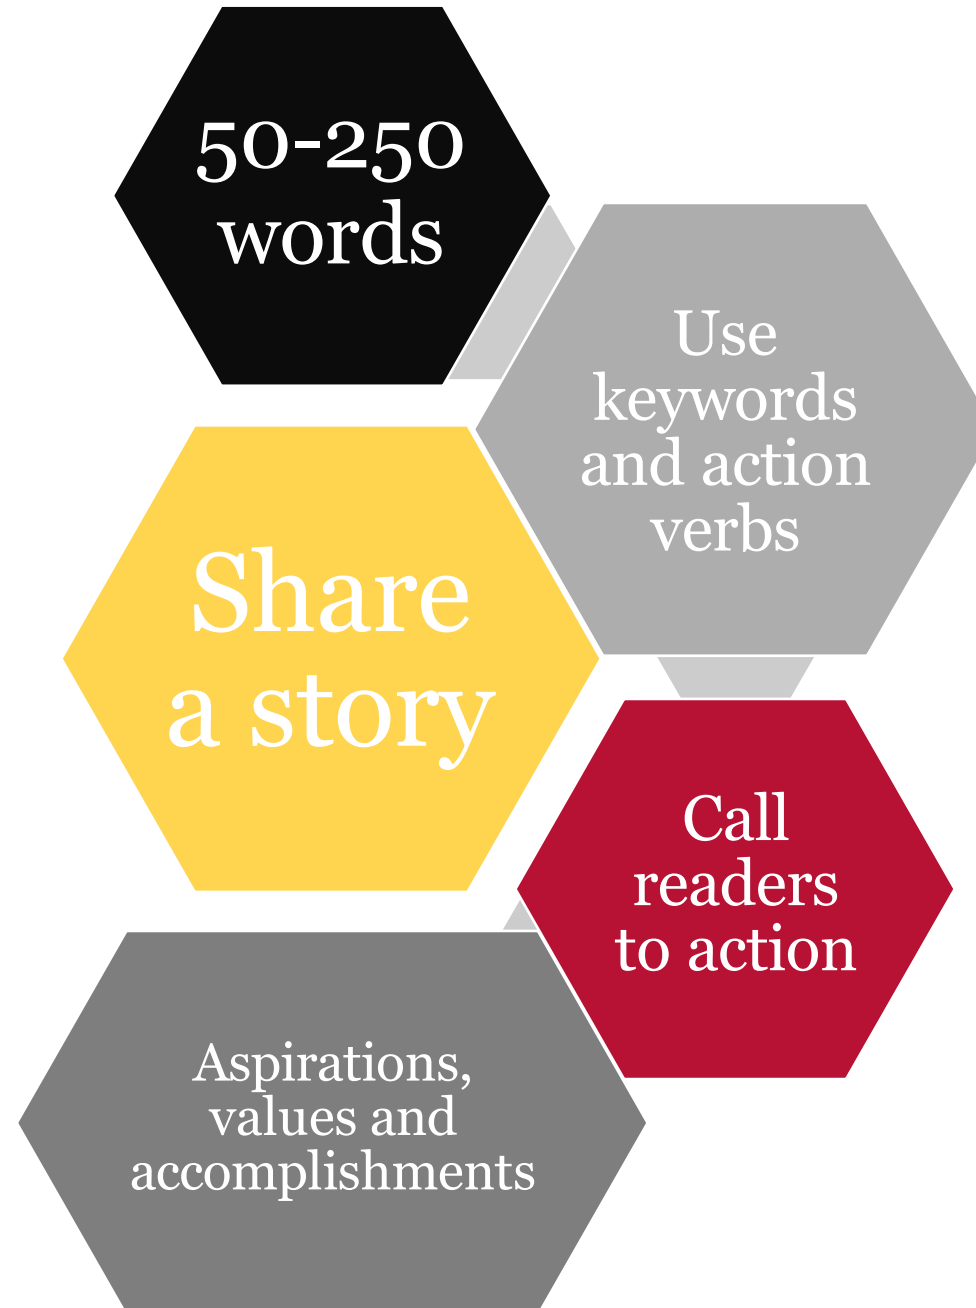 50-250
words
Use
keywords
and action
verbs
Share
a story
Call
readers
to action
Aspirations,
values and
accomplishments